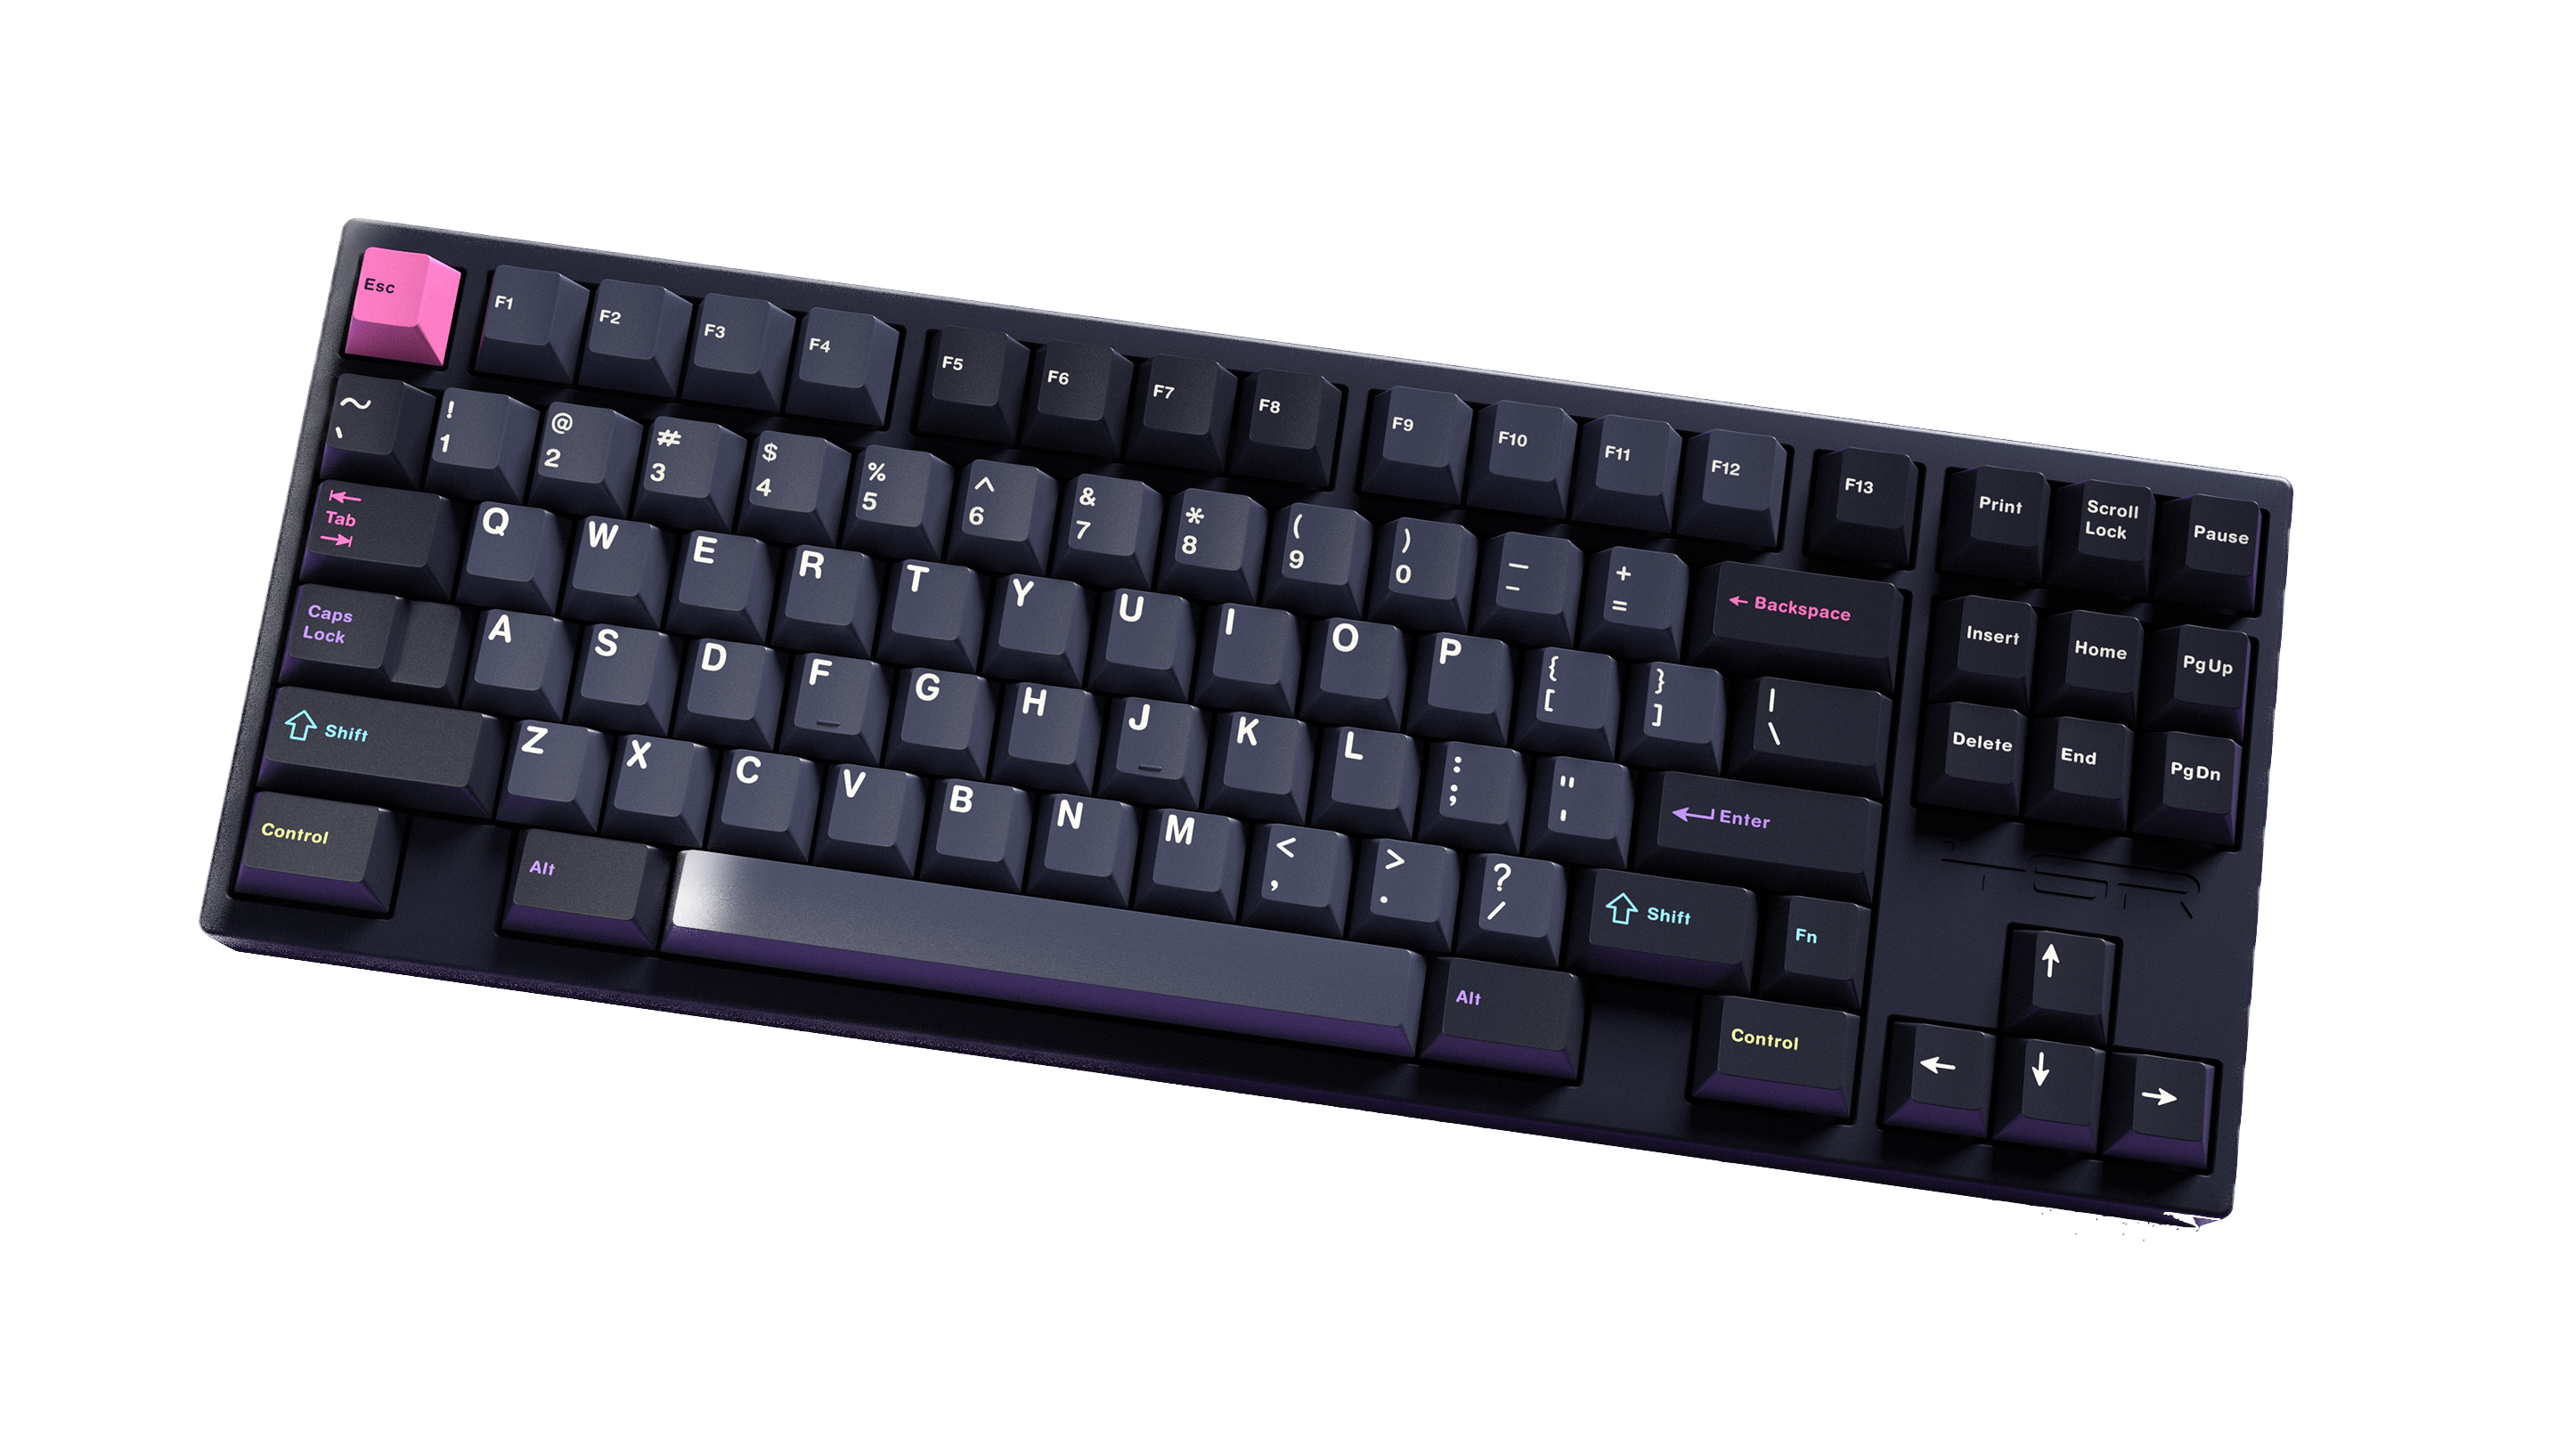 Esc F1 F2 F3 F4 F5 F6 F7 F8 F9 F10 F11 F12 F13 Print Scroll Lock Pause
~ ` ! 1 @ 2 # 3 $ 4 % 5 ^ 6 & 7 * 8 ( 9 ) 0 _ - + = ← Backspace Insert Home PgUp
⇤ Tab ⇥ Q W E R T Y U I O P { [ } ] | \ Delete End PgDn
Caps Lock A S D F G H J K L : ; " ' ↵ Enter
⇧ Shift Z X C V B N M < , > . ? / ⇧ Shift Fn ↑
Control Alt Alt Control ← ↓ →
TGR